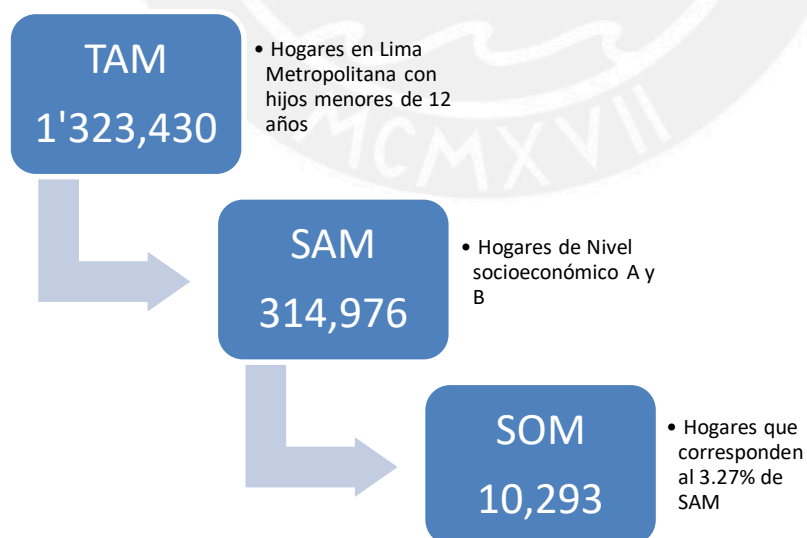 TAM
1'323,430
• Hogares en Lima
Metropolitana con
hijos menores de 12
años
MCMXVII
SAM
314,976
• Hogares de Nivel
socioeconómico A y
B
SOM
10,293
• Hogares que
corresponden
al 3.27% de
SAM